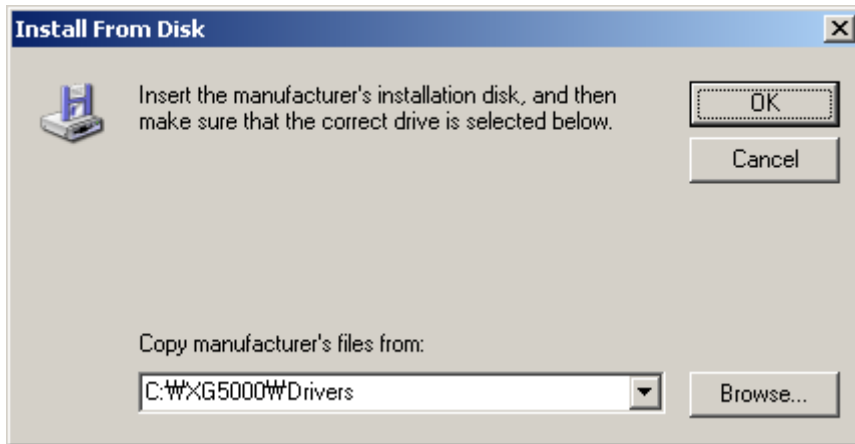 Install From Disk
Insert the manufacturer's installation disk, and then
make sure that the correct drive is selected below.
OK
Cancel
Copy manufacturer's files from:
C:₩XG5000₩Drivers
Browse...